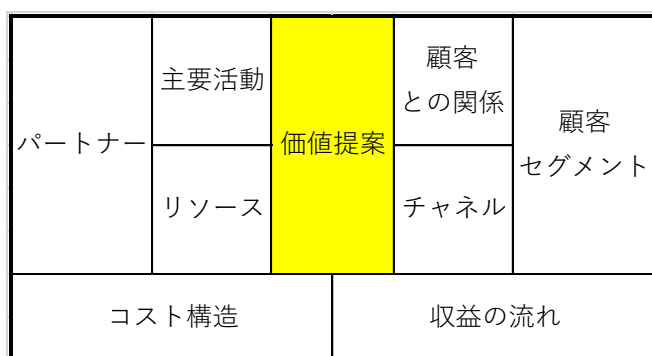 パートナー
主要活動
リソース
価値提案
顧客
との関係
チャネル
顧客
セグメント
コスト構造
収益の流れ